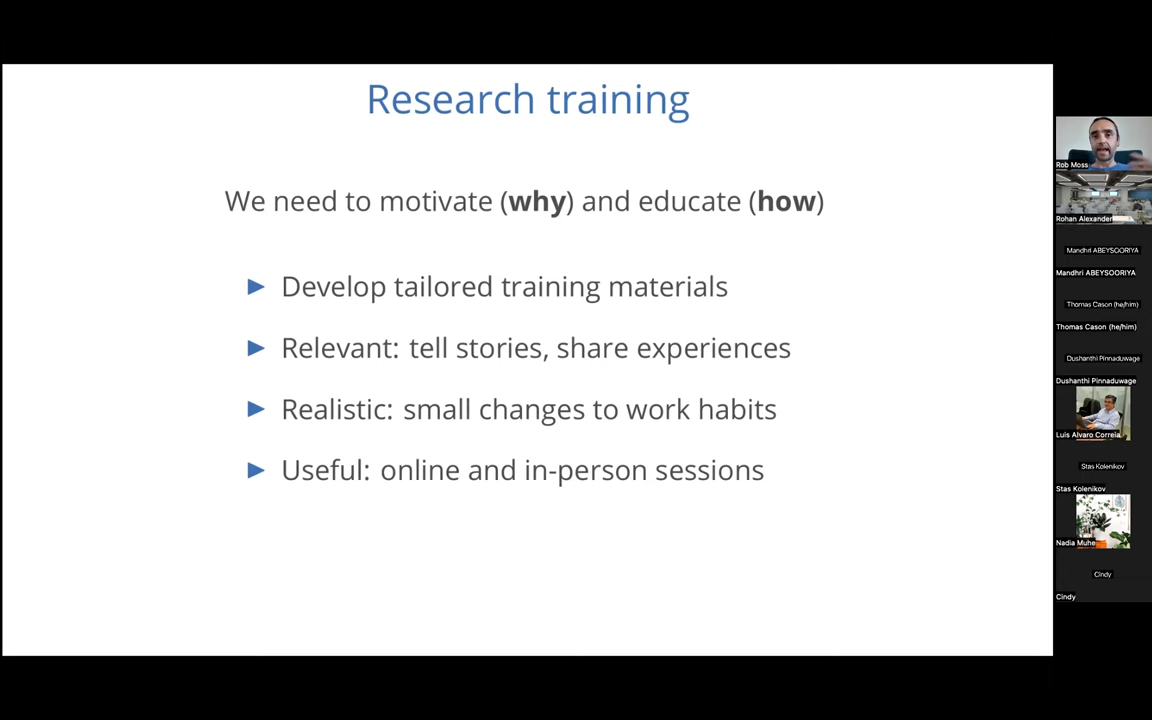 Research training
We need to motivate (why) and educate (how)
Develop tailored training materials
Relevant: tell stories, share experiences
Realistic: small changes to work habits
Useful: online and in-person sessions
Rob Moss
Rohan Alexander
Mandhri ABEYSOORIYA
Mandhri ABEYSOORIYA
Thomas Cason (he/him)
Thomas Cason (he/him)
Dushanthi Pinnaduwage
Dushanthi Pinnaduwage
Luis Alvaro Correia
Stas Kolenikov
Stas Kolenikov
Nadia Muhe
Cindy
Cindy